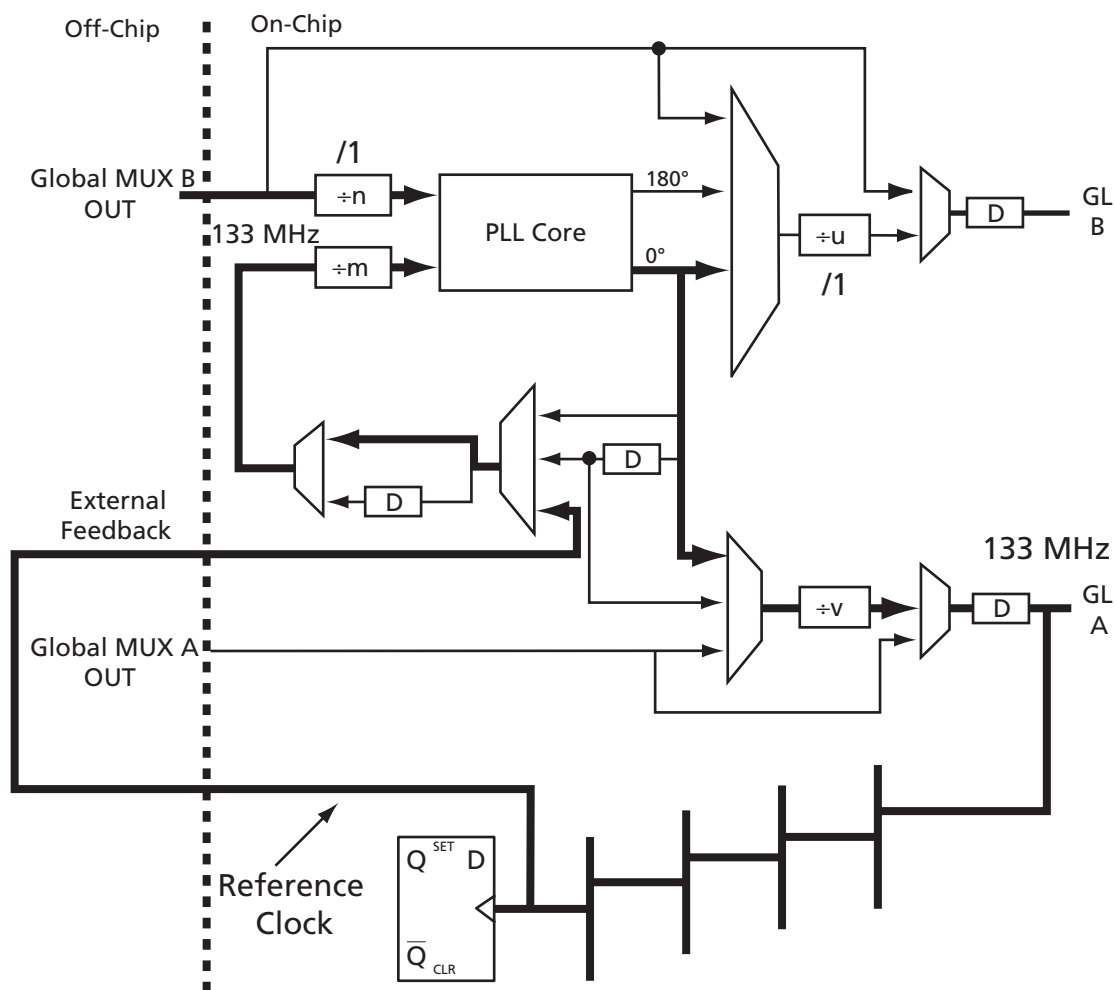 Off-Chip
On-Chip
Global MUX B
OUT
/1
÷n
133 MHz
÷m
PLL Core
180°
0°
÷u
/1
D
GL
B
D
D
External
Feedback
Global MUX A
OUT
÷v
133 MHz
D
GL
A
Reference
Clock
Q SET D
Q̅ CLR